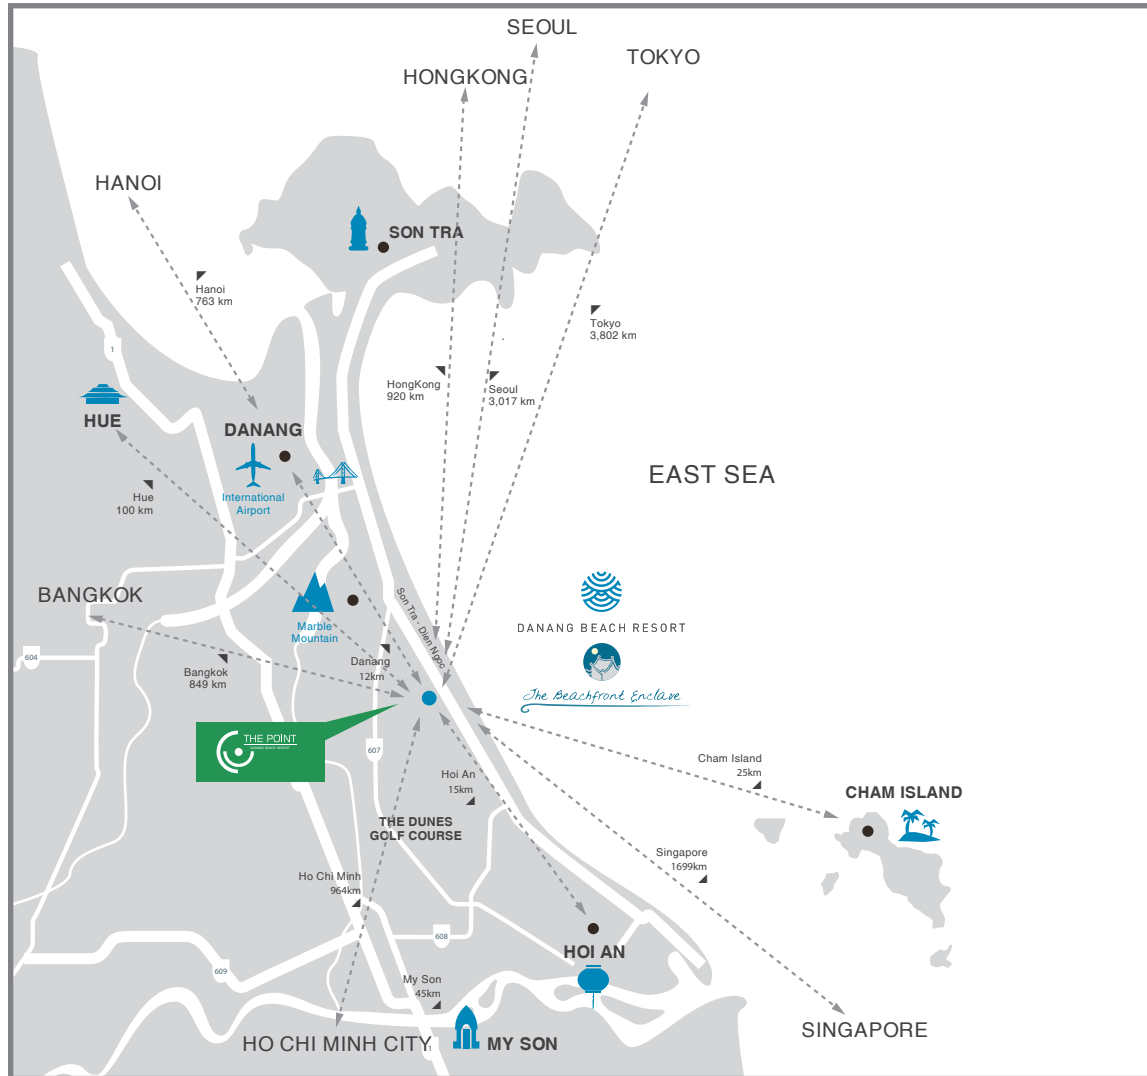 SEOUL
TOKYO
HONGKONG
HANOI
SON TRA
Hanoi
763 km
Tokyo
3,802 km
1
HongKong
920 km
Seoul
3,017 km
HUE
DANANG
EAST SEA
International
Airport
Hue
100 km
BANGKOK
Son Tra - Dien Ngoc
Marble
Mountain
DANANG BEACH RESORT
604
Danang
12km
Bangkok
849 km
The Beachfront Enclave
THE POINT
DANANG BEACH RESORT
607
Cham Island
25km
Hoi An
15km
CHAM ISLAND
THE DUNES
GOLF COURSE
Singapore
1699km
Ho Chi Minh
964km
608
HOI AN
609
My Son
45km
SINGAPORE
HO CHI MINH CITY
MY SON
1